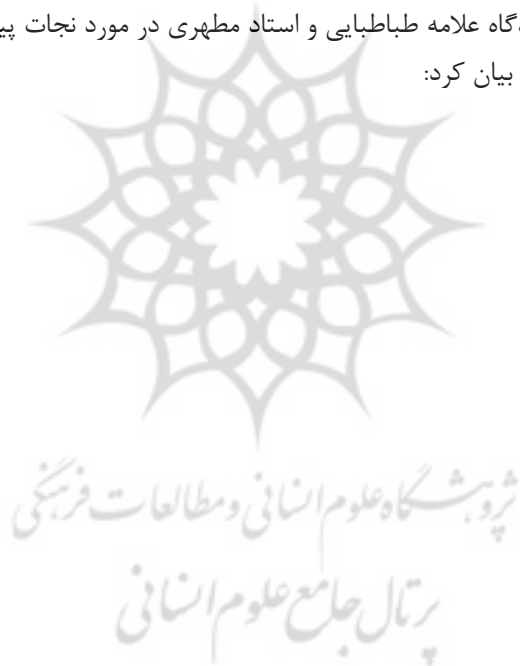 گاه علامه طباطبایی و استاد مطهری در مورد نجات
بیان کرد:
پژوهشگاه علوم انسانی و مطالعات فرهنگی
پرتال جامع علوم انسانی